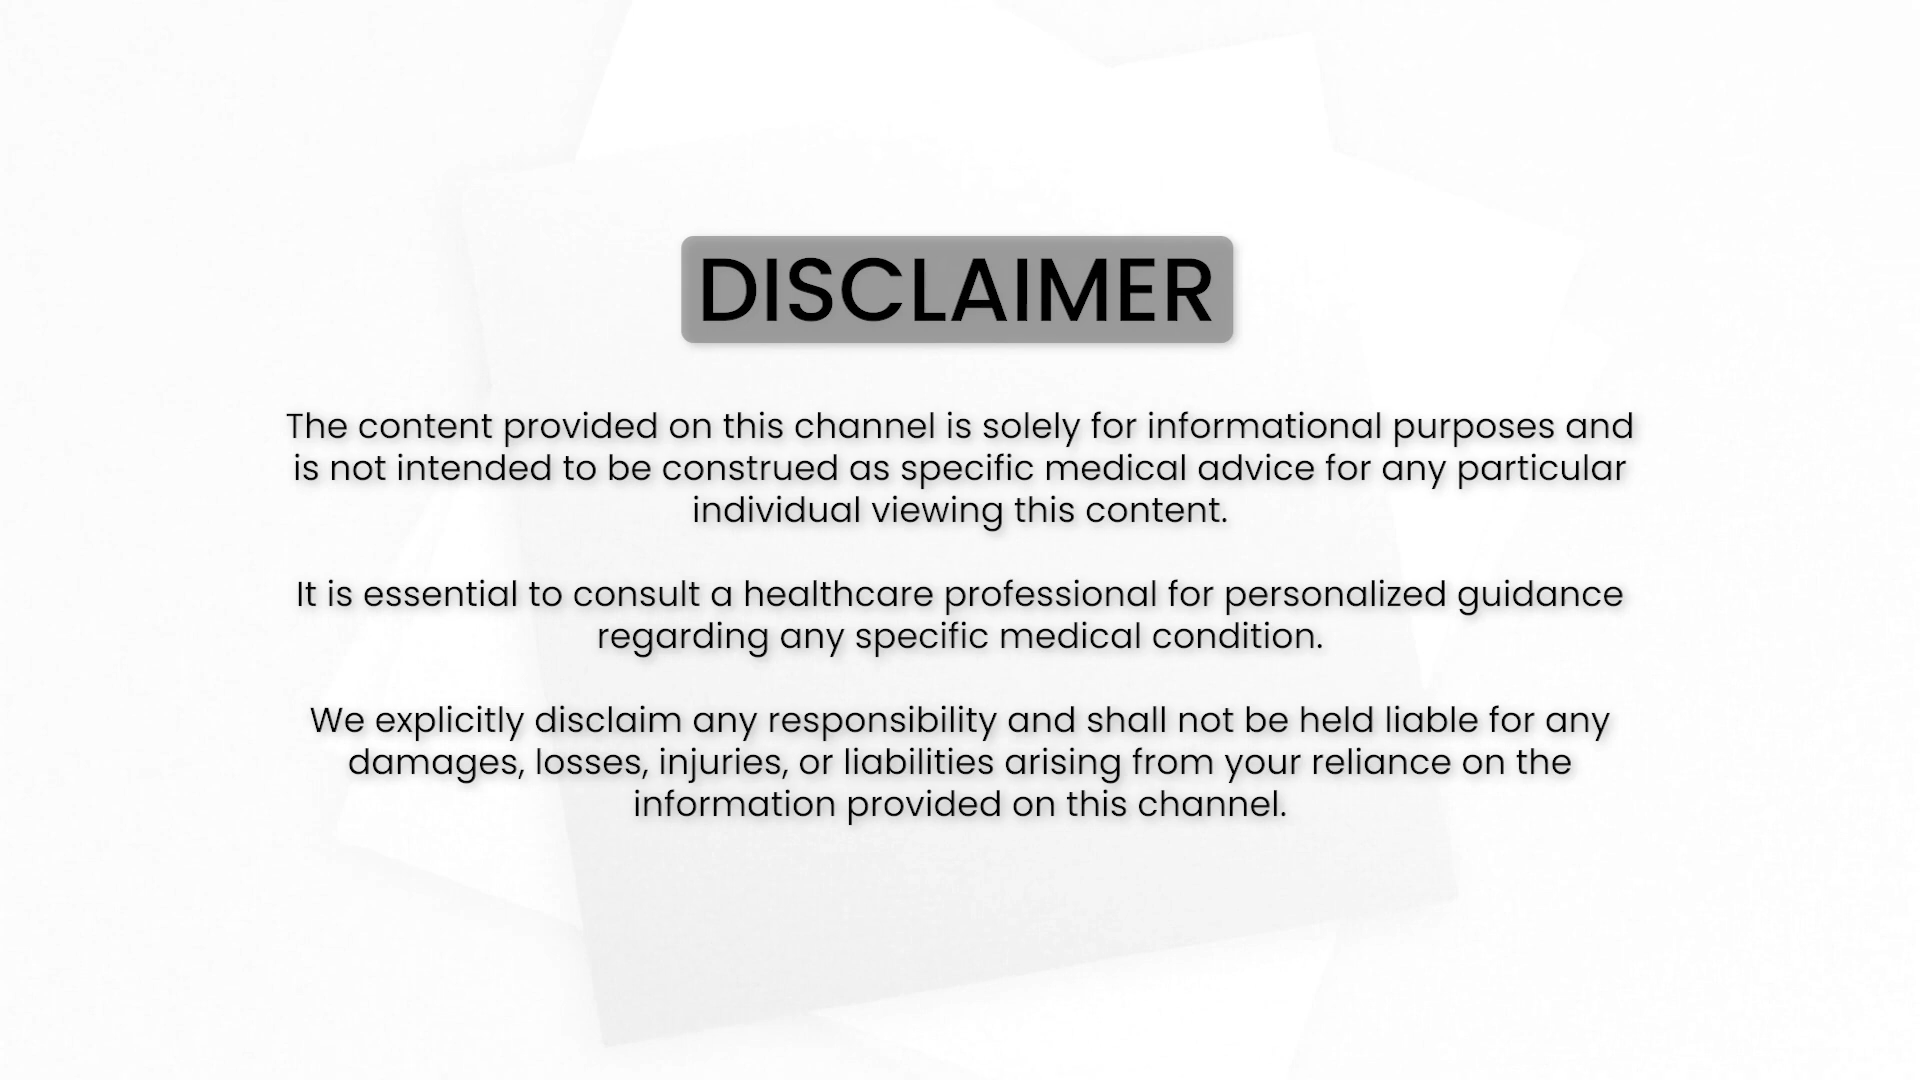 DISCLAIMER
The content provided on this channel is solely for informational purposes and
is not intended to be construed as specific medical advice for any particular
individual viewing this content.
It is essential to consult a healthcare professional for personalized guidance
regarding any specific medical condition.
We explicitly disclaim any responsibility and shall not be held liable for any
damages, losses, injuries, or liabilities arising from your reliance on the
information provided on this channel.